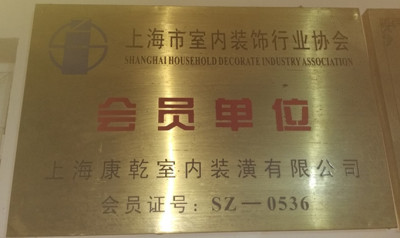 上海市室内装饰行业协会
SHANGHAI HOUSEHOLD DECORATE INDUSTRY ASSOCIATION
会员单位
上海康乾室内装潢有限公司
会员证号：SZ—0536